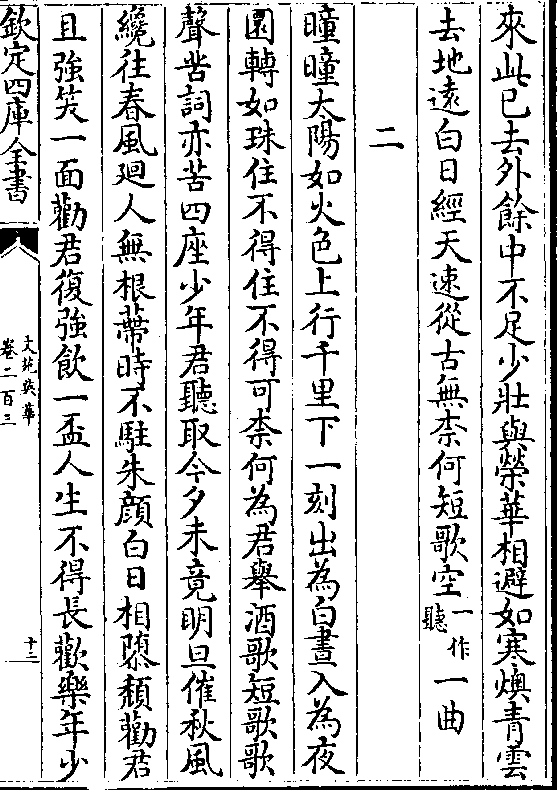 來此已去外餘中不足少壯與榮華相避如寒燠青雲
去地遠白日經天速從古無柰何短歌空一作聽一曲
二
曈曈太陽如火色上行千里下一刻出為白晝入為夜
圓轉如珠住不得住不得可柰何為君舉酒歌短歌歌
聲苦詞亦苦四座少年君聽取今夕未竟明旦催秋風
纔往春風廻人無根蔕時不駐朱顔白日相隳頽勸君
且強笑一面勸君復強飲一盃人生不得長歡樂年少
欽定四庫全書
文苑英華
卷二百三
十三